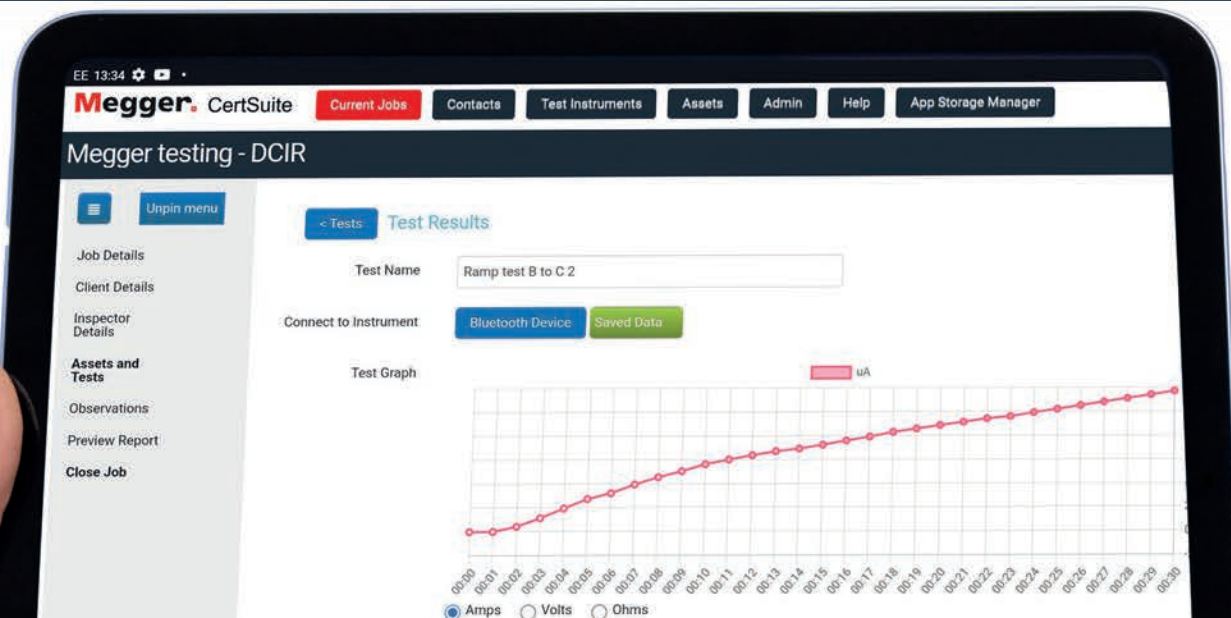 EE 13:34
Megger. CertSuite Current Jobs Contacts Test Instruments Assets Admin Help App Storage Manager
Megger testing - DCIR
Unpin menu
< Tests Test Results
Job Details
Client Details
Inspector
Details
Assets and
Tests
Observations
Preview Report
Close Job
Test Name Ramp test B to C 2
Connect to Instrument Bluetooth Device Saved Data
Test Graph
uA
00:00 00:01 00:02 00:03 00:04 00:05 00:06 00:07 00:08 00:09 00:10 00:11 00:12 00:13 00:14 00:15 00:16 00:17 00:18 00:19 00:20 00:21 00:22 00:23 00:24 00:25 00:26 00:27 00:28 00:29 00:30
Amps Volts Ohms